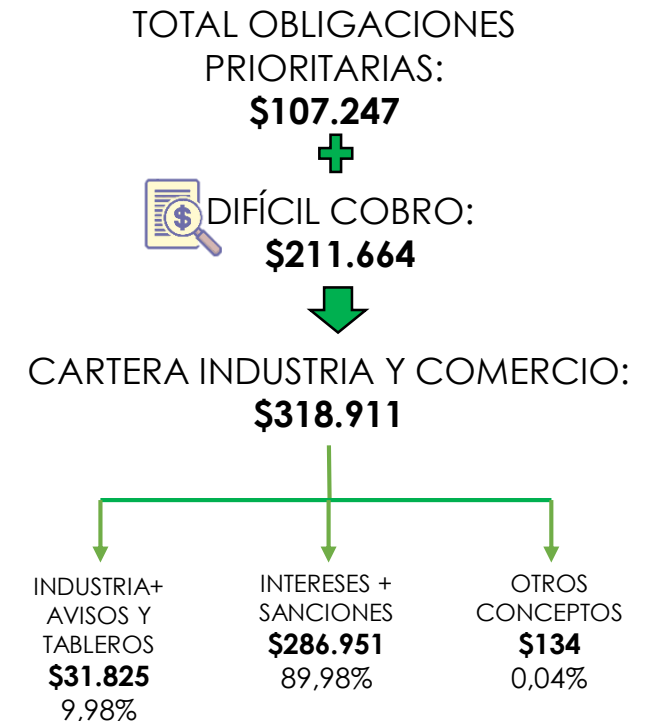 TOTAL OBLIGACIONES
PRIORITARIAS:
$107.247
$
DIFÍCIL COBRO:
$211.664
CARTERA INDUSTRIA Y COMERCIO:
$318.911
INDUSTRIA+
AVISOS Y
TABLEROS
$31.825
9,98%
INTERESES +
SANCIONES
$286.951
89,98%
OTROS
CONCEPTOS
$134
0,04%